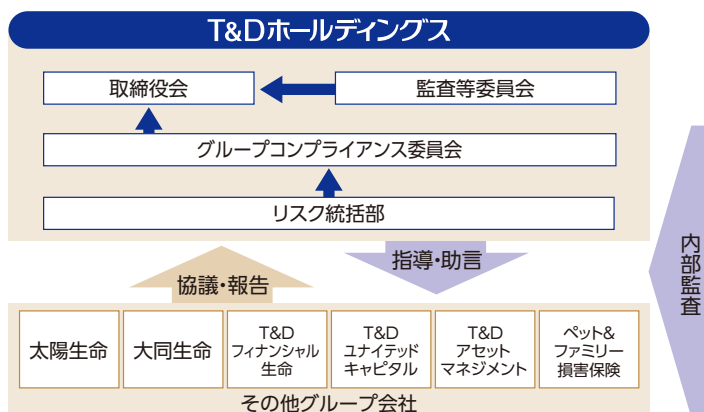 T&Dホールディングス
取締役会
監査等委員会
グループコンプライアンス委員会
リスク統括部
協議・報告
指導・助言
内部監査
太陽生命
大同生命
T&D
フィナンシャル
生命
T&D
ユナイテッド
キャピタル
T&D
アセット
マネジメント
ペット&
ファミリー
損害保険
その他グループ会社